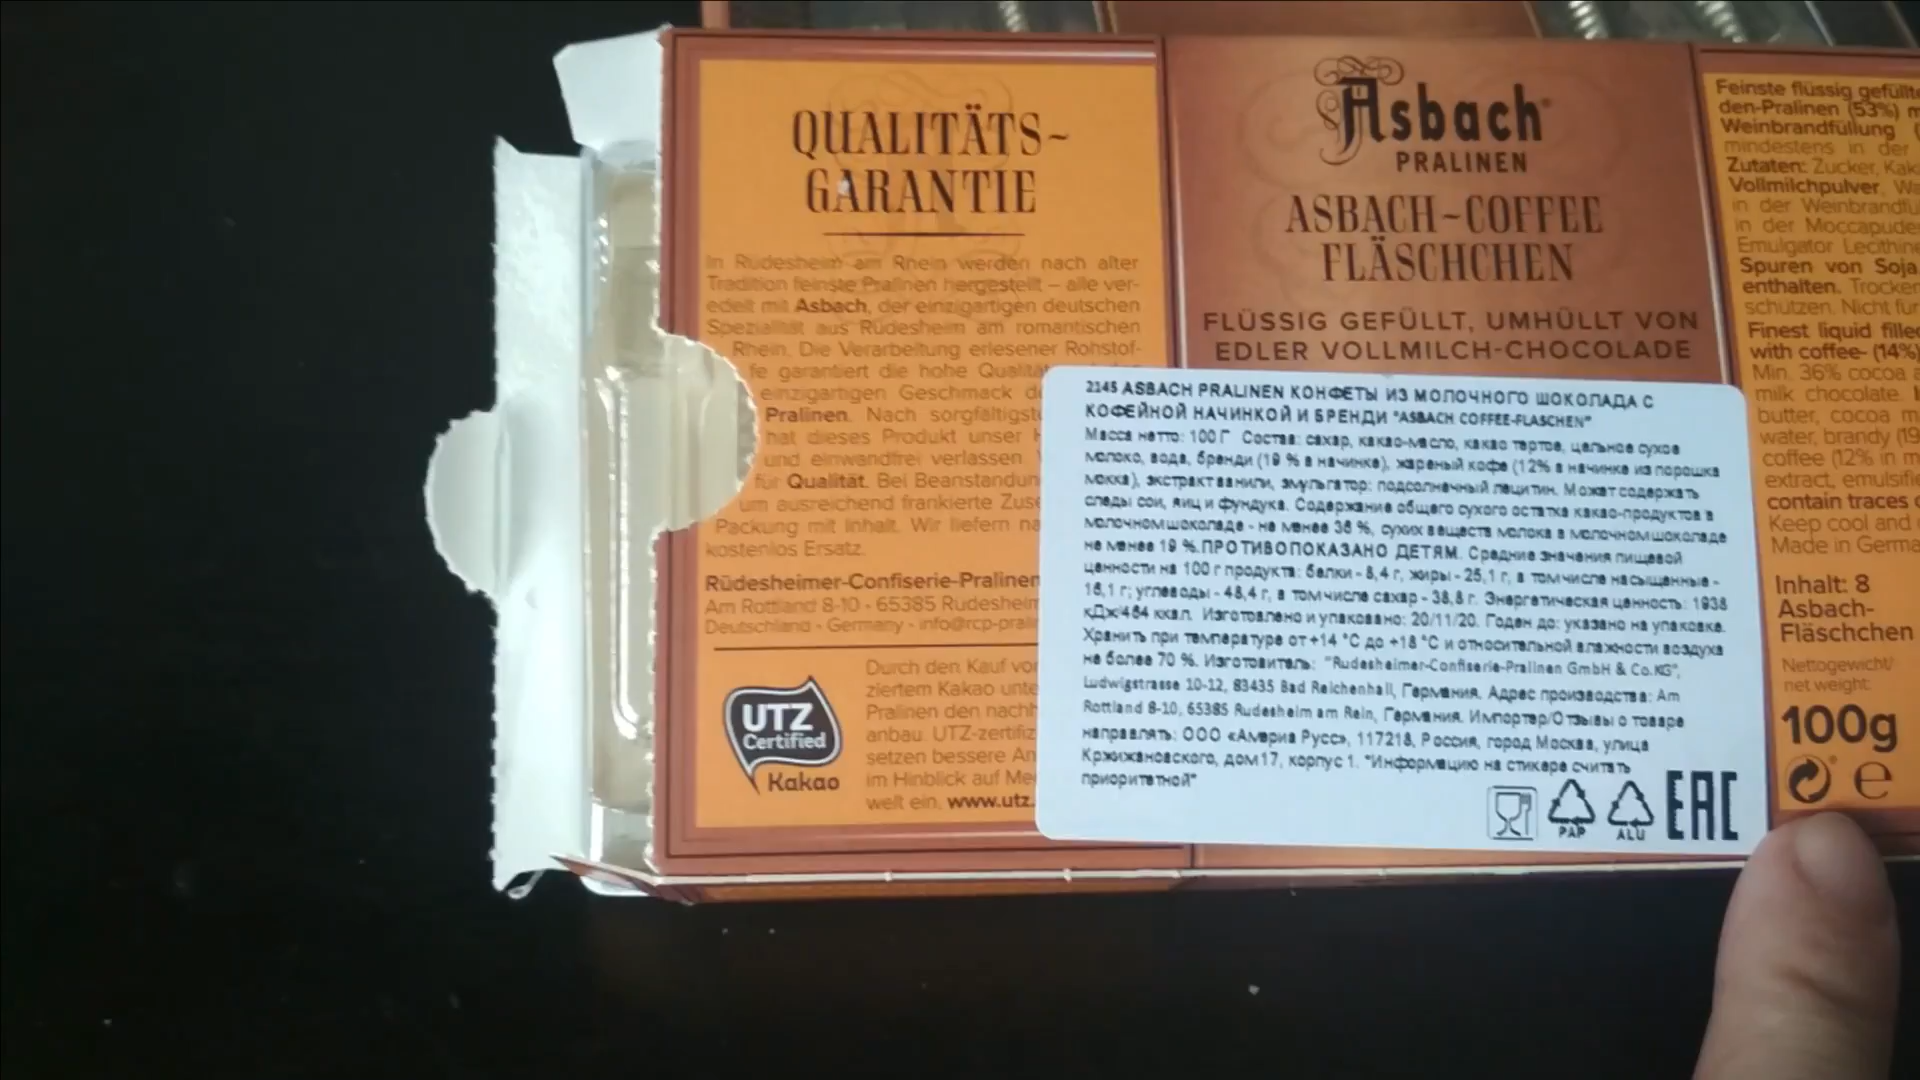 QUALITÄTS-
GARANTIE
In Rüdesheim am Rhein werden nach alter
Tradition feinste Pralinen hergestellt – alle ver-
edelt mit Asbach, der einzigartigen deutschen
Spezialität aus Rüdesheim am romantischen
Rhein. Die Verarbeitung erlesener Rohstof-
fe garantiert die hohe Qualität
einzigartigen Geschmack
Pralinen. Nach sorgfältigst
hat dieses Produkt unser
und einwandfrei verlassen.
für Qualität. Bei Beanstandun
um ausreichend frankierte Zuse
Packung mit Inhalt. Wir liefern
kostenlos Ersatz.
Rüdesheimer-Confiserie-Pralinen
Am Rottland 8-10 • 65385 Rüdesheim
Deutschland • Germany • info@rcp-prali
UTZ
Certified
Kakao
Durch den Kauf
ziertem Kakao unte
Pralinen den nachh
anbau. UTZ-zertifiz
setzen bessere
im Hinblick auf
welt ein. www.utz.
Asbach®
PRALINEN
ASBACH-COFFEE
FLÄSCHCHEN
FLÜSSIG GEFÜLLT, UMHÜLLT VON
EDLER VOLLMILCH-CHOCOLADE
2145 ASBACH PRALINEN КОНФЕТЫ ИЗ МОЛОЧНОГО ШОКОЛАДА С
КОФЕЙНОЙ НАЧИНКОЙ И БРЕНДИ "ASBACH COFFEE-FLASCHEN"
Масса нетто: 100 Г Состав: сахар, какао-масло, какао тертое, цельное сухое
молоко, вода, бренди (19 % в начинке), жареный кофе (12% в начинке из порошка
мокка), экстракт ванили, эмульгатор: подсолнечный лецитин. Может содержать
следы сои, яиц и фундука. Содержание общего сухого остатка какао-продуктов в
молочном шоколаде - не менее 36 %, сухих веществ молока в молочном шоколаде
не менее 19 %. ПРОТИВОПОКАЗАНО ДЕТЯМ. Средние значения пищевой
ценности на 100 г продукта: белки - 8,4 г, жиры - 25,1 г, в том числе насыщенные -
16,1 г; углеводы - 48,4 г, в том числе сахар - 38,8 г. Энергетическая ценность: 1938
кДж/464 ккал. Изготовлено и упаковано: 20/11/20. Годен до: указано на упаковке.
Хранить при температуре от +14 °C до +18 °C и относительной влажности воздуха
не более 70 %. Изготовитель: "Rudesheimer-Confiserie-Pralinen GmbH & Co.KG",
Ludwigstrasse 10-12, 83435 Bad Reichenhall, Германия. Адрес производства: Am
Rottland 8-10, 65385 Rudesheim am Rein, Германия. Импортер/Отзывы о товаре
направлять: ООО «Америа Русс», 117218, Россия, город Москва, улица
Кржижановского, дом 17, корпус 1. "Информацию на стикере считать
приоритетной"
PAP
ALU
EAC
Feinste flüssig gefüllte
den-Pralinen (53%)
Weinbrandfüllung
mindestens in der
Zutaten: Zucker, Kak
Vollmilchpulver,
in der Weinbrandfü
in der Moccapude
Emulgator Lecithine
Spuren von Soja
enthalten. Trocken
schützen. Nicht für
Finest liquid filled
with coffee- (14%)
Min. 36% cocoa
milk chocolate.
butter, cocoa
water, brandy (19
coffee (12% in
extract, emulsifie
contain traces
Keep cool and
Made in Germa
Inhalt: 8
Asbach-
Fläschchen
Nettogewicht/
net weight:
100g
e